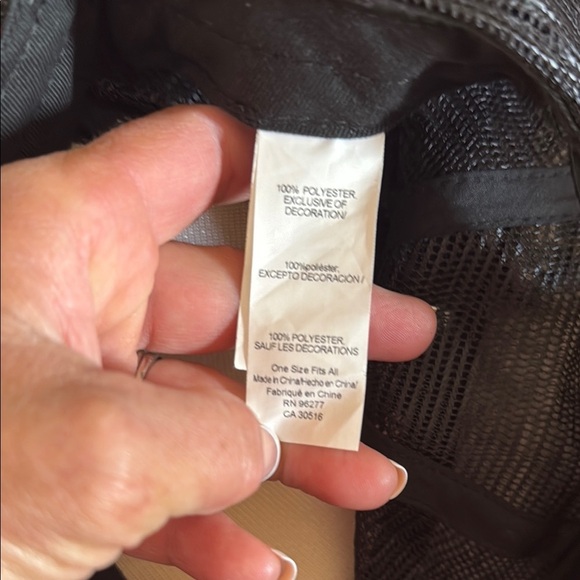 100% POLYESTER,
EXCLUSIVE OF
DECORATION/
100%poliéster,
EXCEPTO DECORACIÓN /
100% POLYESTER,
SAUF LES DECORATIONS
One Size Fits All
Made in China/Hecho en China/
Fabriqué en Chine
RN 96277
CA 30516